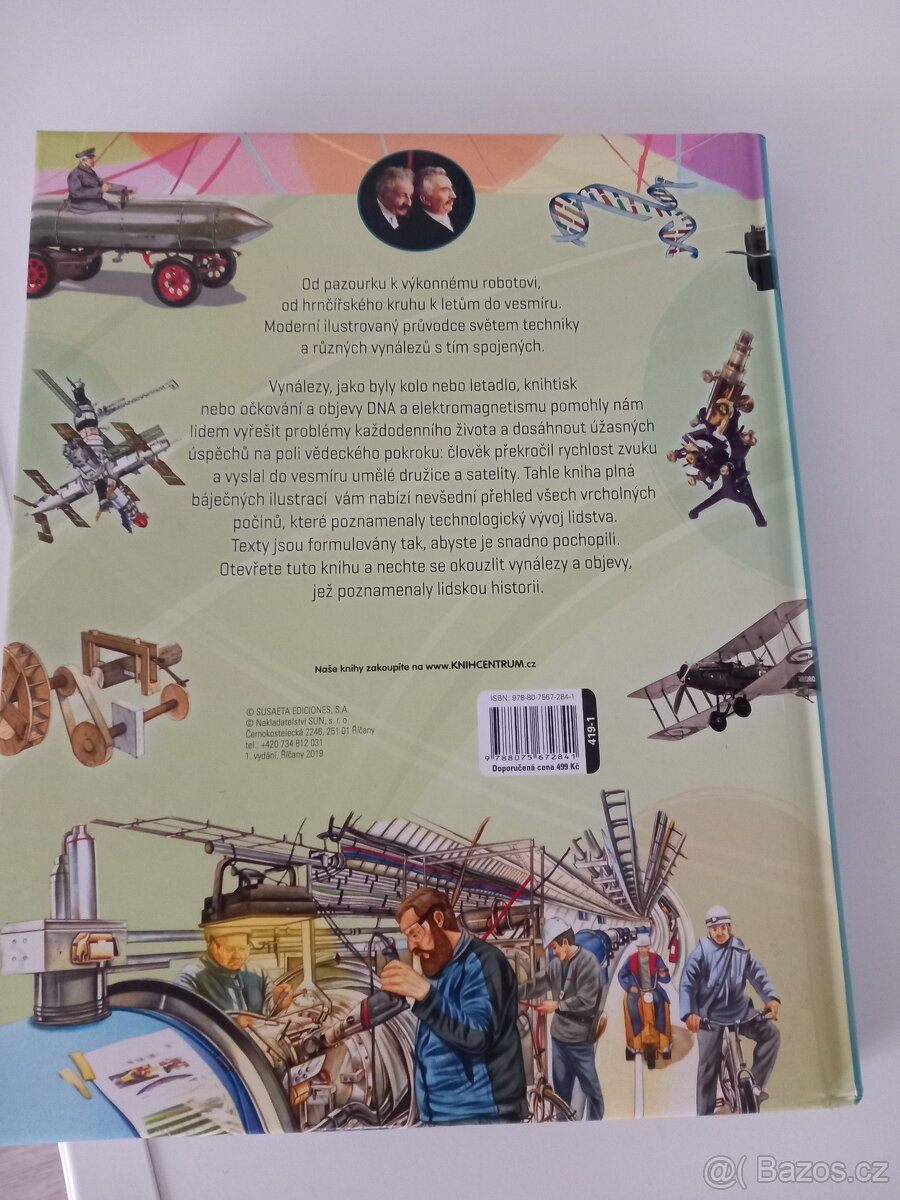 Od pazourku k výkonnému robotovi,
od hrnčířského kruhu k letům do vesmíru.
Moderní ilustrovaný průvodce světem techniky
a různých vynálezů s tím spojených.
Vynálezy, jako byly kolo nebo letadlo, knihtisk
nebo očkování a objevy DNA a elektromagnetismu pomohly nám
lidem vyřešit problémy každodenního života a dosáhnout úžasných
úspěchů na poli vědeckého pokroku: člověk překročil rychlost zvuku
a vyslal do vesmíru umělé družice a satelity. Tahle kniha plná
báječných ilustrací vám nabízí nevšední přehled všech vrcholných
počinů, které poznamenaly technologický vývoj lidstva.
Texty jsou formulovány tak, abyste je snadno pochopili.
Otevřete tuto knihu a nechte se okouzlit vynálezy a objevy,
jež poznamenaly lidskou historii.
Naše knihy zakoupíte na www.KNIHCENTRUM.cz
© SUSAETA EDICIONES, S.A.
© Nakladatelství SUN, s. r. o.
Černokostelecká 2246, 251 01 Říčany
tel.: +420 734 812 031
1. vydání, Říčany 2019
ISBN: 978-80-7567-284-1
9 788075 672841
Doporučená cena 499 Kč
419-1
@( Bazos.cz